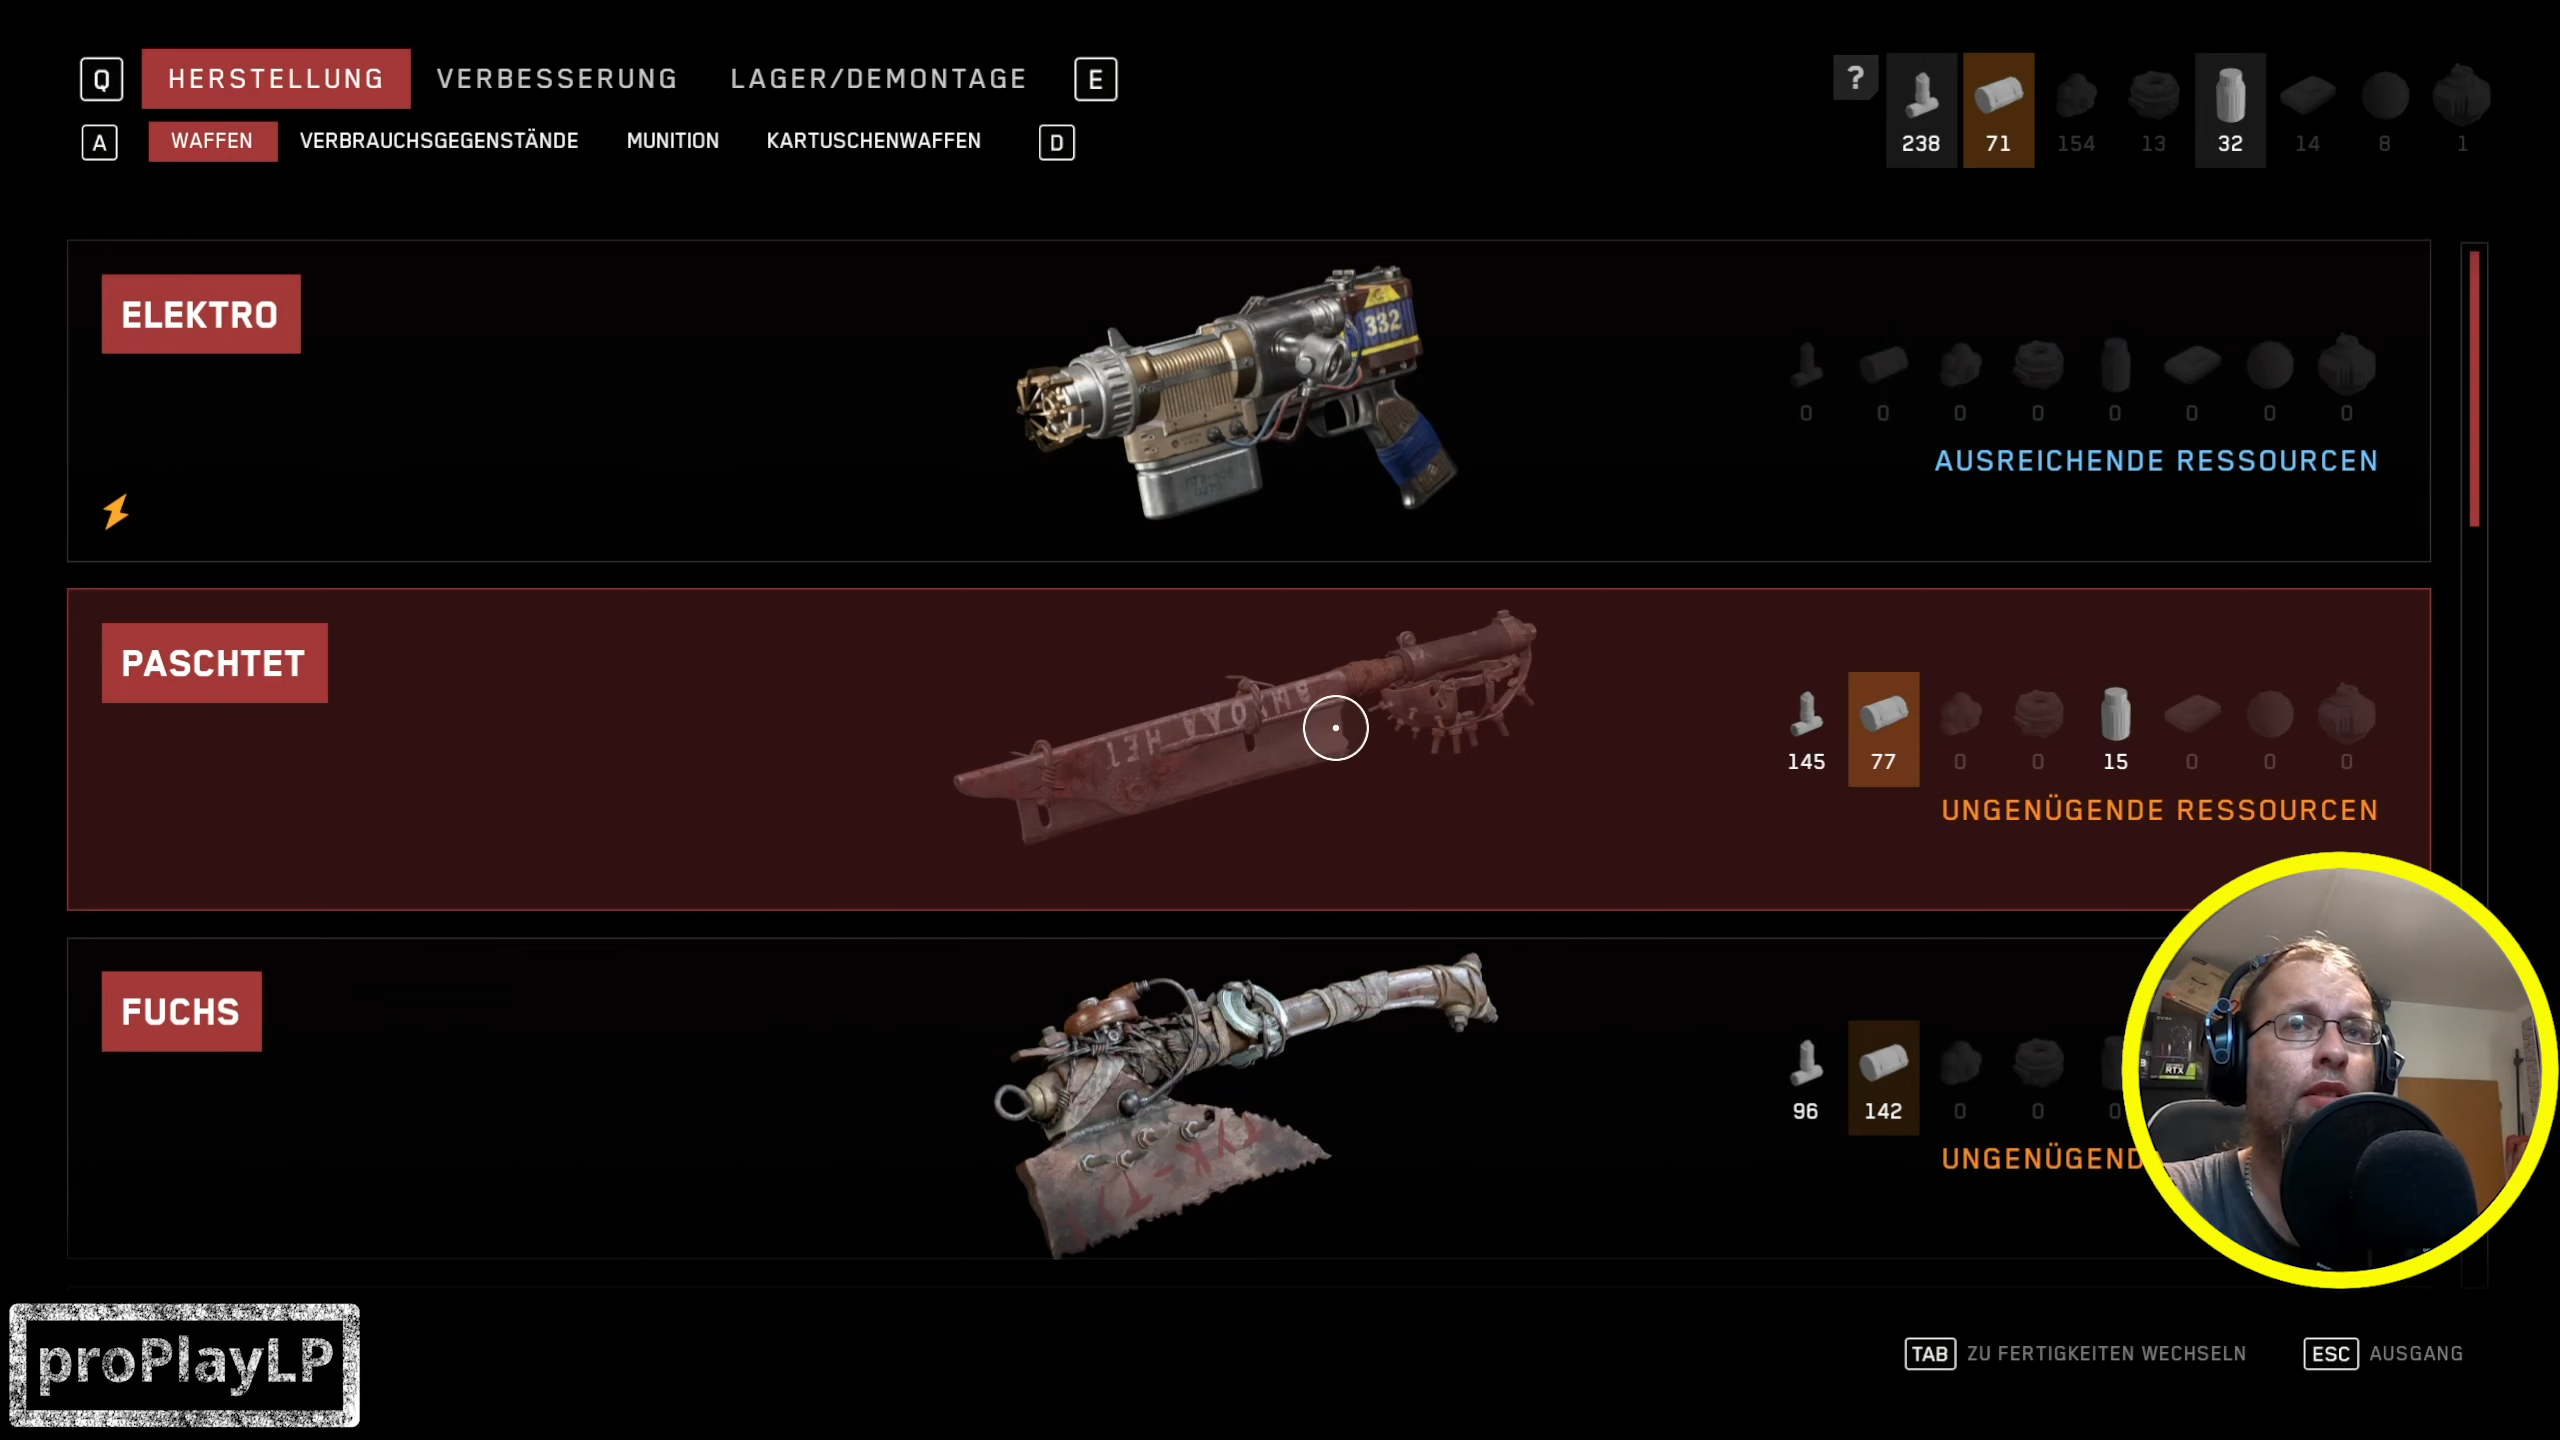 Q HERSTELLUNG VERBESSERUNG LAGER/DEMONTAGE E
A WAFFEN VERBRAUCHSGEGENSTÄNDE MUNITION KARTUSCHENWAFFEN D
?
238 71 154 13 32 14 8 1
ELEKTRO
332
0 0 0 0 0 0 0 0
AUSREICHENDE RESSOURCEN
PASCHTET
145 77 0 0 15 0 0 0
UNGENÜGENDE RESSOURCEN
FUCHS
96 142 0 0 0
UNGENÜGEND
RTX
proPlayLP
TAB ZU FERTIGKEITEN WECHSELN ESC AUSGANG